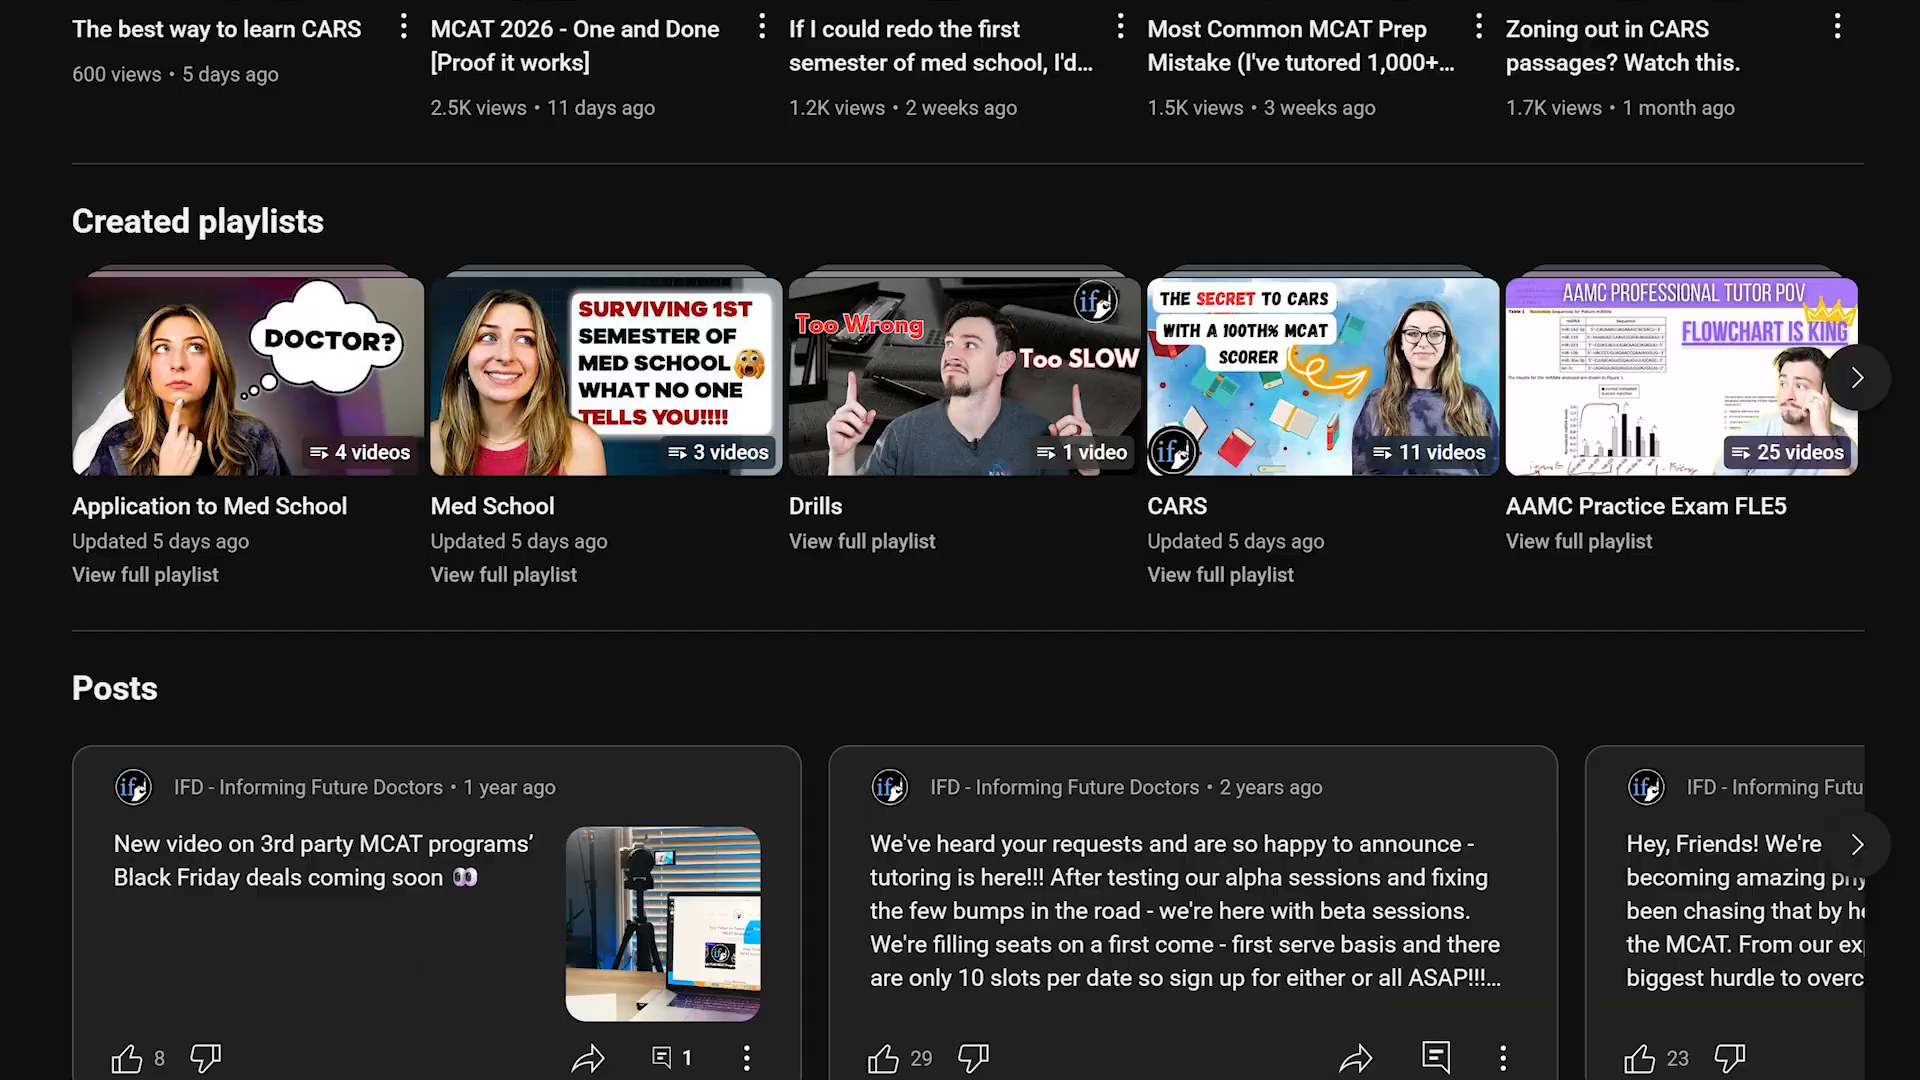 The best way to learn CARS
600 views • 5 days ago
MCAT 2026 - One and Done
[Proof it works]
2.5K views • 11 days ago
If I could redo the first
semester of med school, I'd...
1.2K views • 2 weeks ago
Most Common MCAT Prep
Mistake (I've tutored 1,000+...
1.5K views • 3 weeks ago
Zoning out in CARS
passages? Watch this.
1.7K views • 1 month ago
Created playlists
DOCTOR?
4 videos
Application to Med School
Updated 5 days ago
View full playlist
SURVIVING 1ST
SEMESTER OF
MED SCHOOL
WHAT NO ONE
TELLS YOU!!!!
3 videos
Med School
Updated 5 days ago
View full playlist
Too Wrong
if
Too SLOW
1 video
Drills
View full playlist
THE SECRET TO CARS
WITH A 100TH% MCAT
SCORER
if
11 videos
CARS
Updated 5 days ago
View full playlist
AAMC PROFESSIONAL TUTOR POV
FLOWCHART IS KING
25 videos
AAMC Practice Exam FLE5
View full playlist
Posts
if
IFD - Informing Future Doctors • 1 year ago
New video on 3rd party MCAT programs’
Black Friday deals coming soon 👀
8
1
if
IFD - Informing Future Doctors • 2 years ago
We've heard your requests and are so happy to announce -
tutoring is here!!! After testing our alpha sessions and fixing
the few bumps in the road - we're here with beta sessions.
We're filling seats on a first come - first serve basis and there
are only 10 slots per date so sign up for either or all ASAP!!!...
29
if
IFD - Informing Futu
Hey, Friends! We're
becoming amazing phy
been chasing that by he
the MCAT. From our exp
biggest hurdle to overc
23